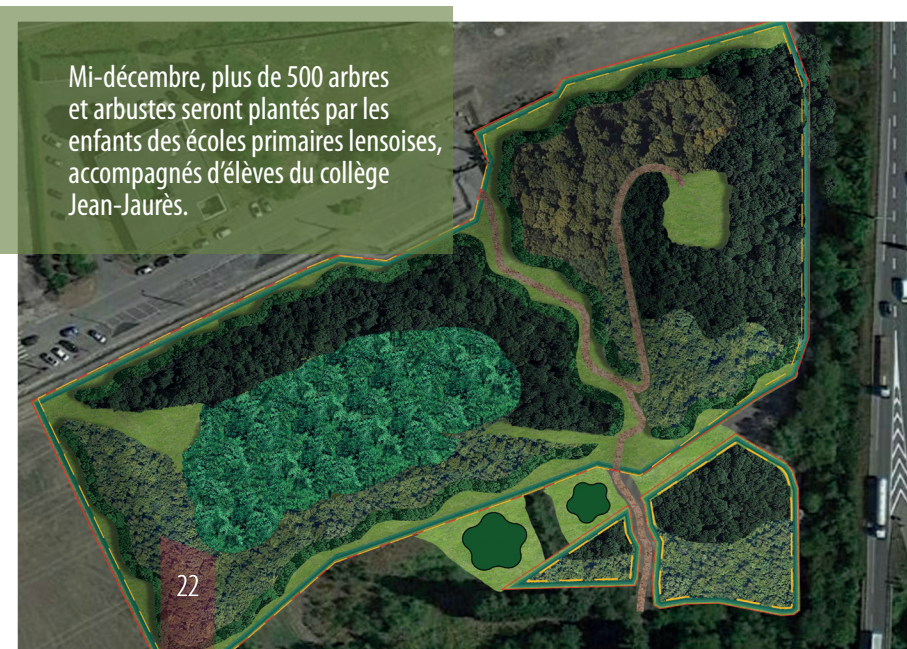 Mi-décembre, plus de 500 arbres
et arbustes seront plantés par les
enfants des écoles primaires lensoises,
accompagnés d’élèves du collège
Jean-Jaurès.
22